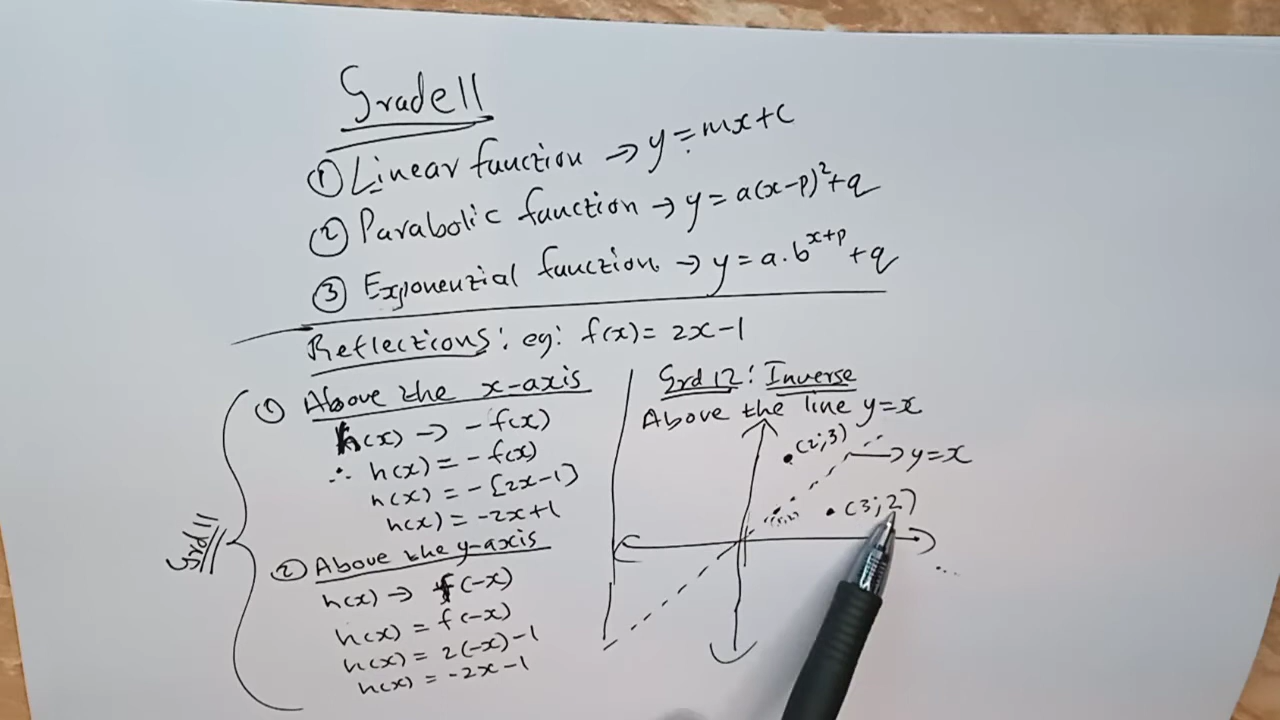 Grade 11
① Linear function → y = mx+c
② Parabolic function → y = a(x-p)²+q
③ Exponential function → y = a.b^(x+p) + q
Reflections: eg: f(x) = 2x-1
① Above the x-axis
h(x) → -f(x)
∴ h(x) = -f(x)
h(x) = -[2x-1]
h(x) = -2x+1
② Above the y-axis
h(x) → f(-x)
h(x) = f(-x)
h(x) = 2(-x)-1
h(x) = -2x-1
Grd 11
Grd 12: Inverse
Above the line y=x
(2;3)
→ y=x
(3;2)